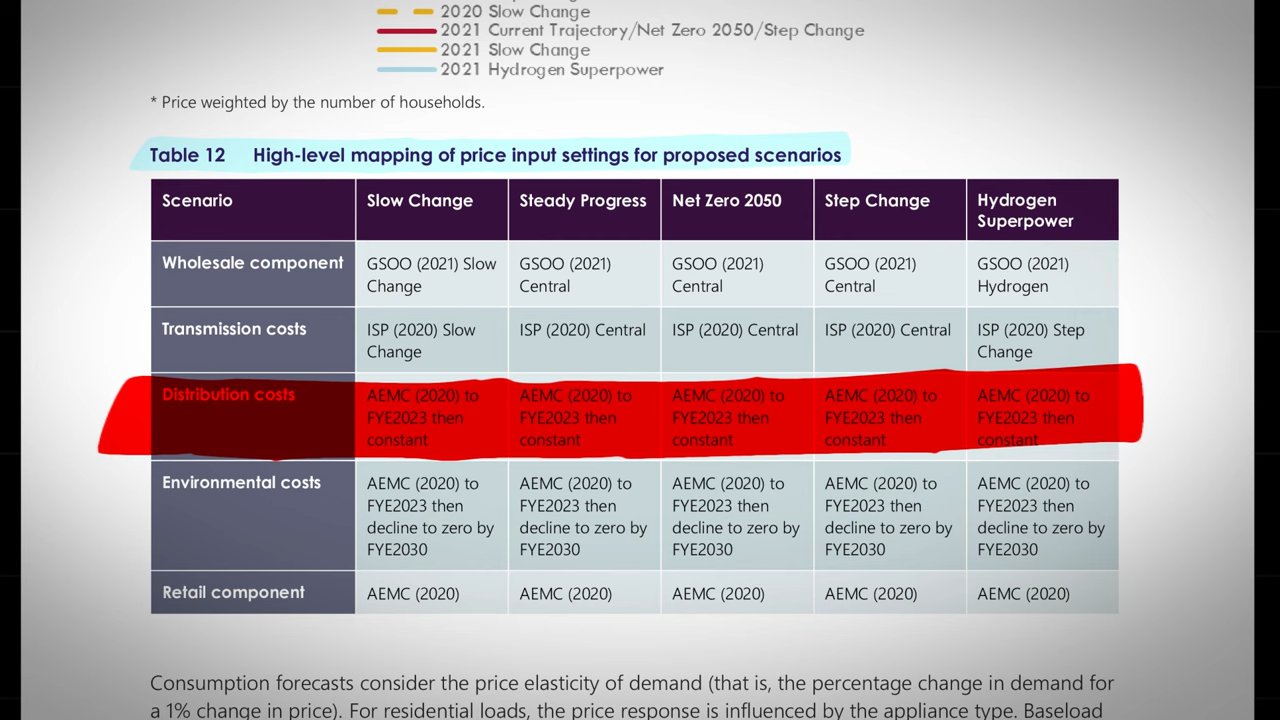 2020 Slow Change
2021 Current Trajectory/Net Zero 2050/Step Change
2021 Slow Change
2021 Hydrogen Superpower
* Price weighted by the number of households.
Table 12 High-level mapping of price input settings for proposed scenarios
Scenario Slow Change Steady Progress Net Zero 2050 Step Change Hydrogen
Superpower
Wholesale component GSOO (2021) Slow GSOO (2021) GSOO (2021) GSOO (2021) GSOO (2021)
Change Central Central Central Hydrogen
Transmission costs ISP (2020) Slow ISP (2020) Central ISP (2020) Central ISP (2020) Central ISP (2020) Step
Change Change
Distribution costs AEMC (2020) to AEMC (2020) to AEMC (2020) to AEMC (2020) to AEMC (2020) to
FYE2023 then FYE2023 then FYE2023 then FYE2023 then FYE2023 then
constant constant constant constant constant
Environmental costs AEMC (2020) to AEMC (2020) to AEMC (2020) to AEMC (2020) to AEMC (2020) to
FYE2023 then FYE2023 then FYE2023 then FYE2023 then FYE2023 then
decline to zero by decline to zero by decline to zero by decline to zero by decline to zero by
FYE2030 FYE2030 FYE2030 FYE2030 FYE2030
Retail component AEMC (2020) AEMC (2020) AEMC (2020) AEMC (2020) AEMC (2020)
Consumption forecasts consider the price elasticity of demand (that is, the percentage change in demand for
a 1% change in price). For residential loads, the price response is influenced by the appliance type. Baseload